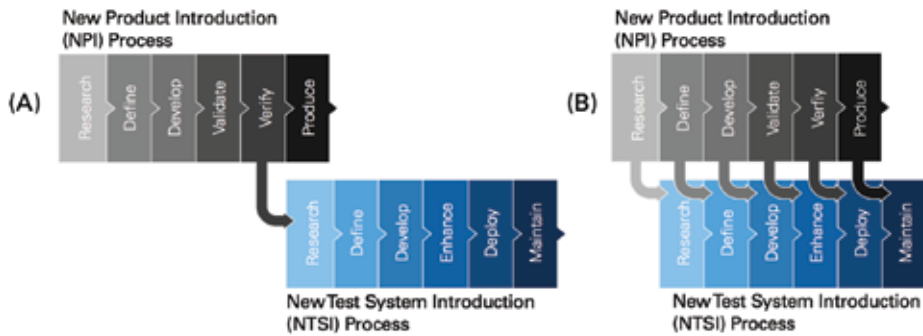 New Product Introduction
(NPI) Process
(A)
Research
Define
Develop
Validate
Verify
Produce
Research
Define
Develop
Enhance
Deploy
Maintain
New Test System Introduction
(NTSI) Process
New Product Introduction
(NPI) Process
(B)
Research
Define
Develop
Validate
Verfiy
Produce
Research
Define
Develop
Enhance
Deploy
Maintain
New Test System Introduction
(NTSI) Process